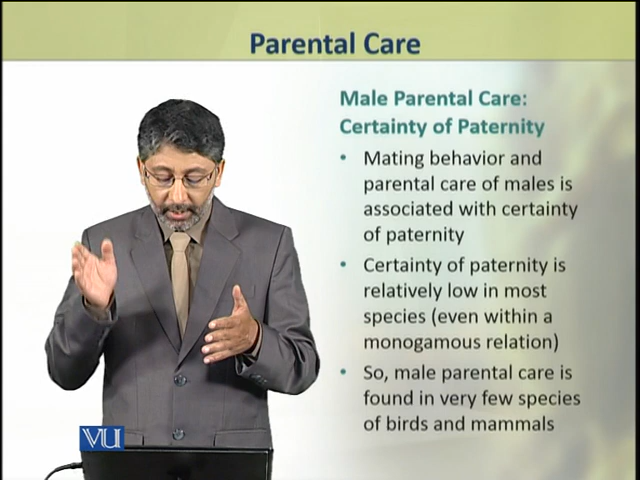 Parental Care
Male Parental Care:
Certainty of Paternity
• Mating behavior and
parental care of males is
associated with certainty
of paternity
• Certainty of paternity is
relatively low in most
species (even within a
monogamous relation)
• So, male parental care is
found in very few species
of birds and mammals
VU